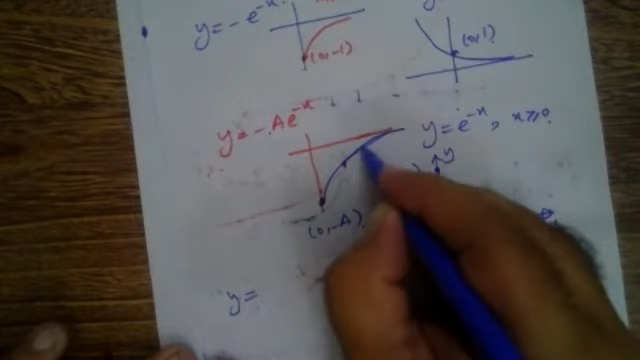 y = -e^-x
(0,-1)
(0,1)
y = -Ae^-x
y = e^-x, x≥0
y
(0,-A)
y =